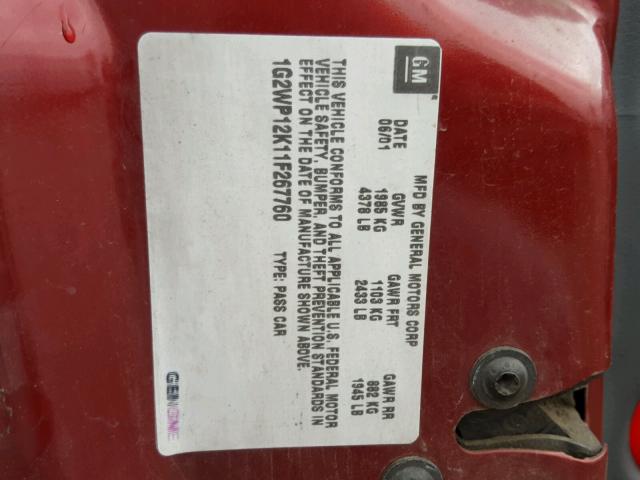 GM
MFD BY GENERAL MOTORS CORP
DATE GVWR GAWR FRT GAWR RR
06/01 1985 KG 1103 KG 882 KG
4378 LB 2433 LB 1945 LB
THIS VEHICLE CONFORMS TO ALL APPLICABLE U.S. FEDERAL MOTOR
VEHICLE SAFETY, BUMPER, AND THEFT PREVENTION STANDARDS IN
EFFECT ON THE DATE OF MANUFACTURE SHOWN ABOVE.
1G2WP12K11F267760 TYPE: PASS CAR